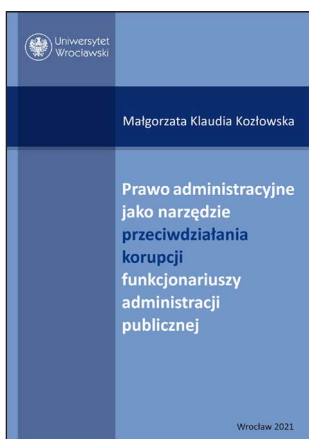 Uniwersytet
Wrocławski
Małgorzata Klaudia Kozłowska
Prawo administracyjne
jako narzędzie
przeciwdziałania
korupcji
funkcjonariuszy
administracji
publicznej
Wrocław 2021